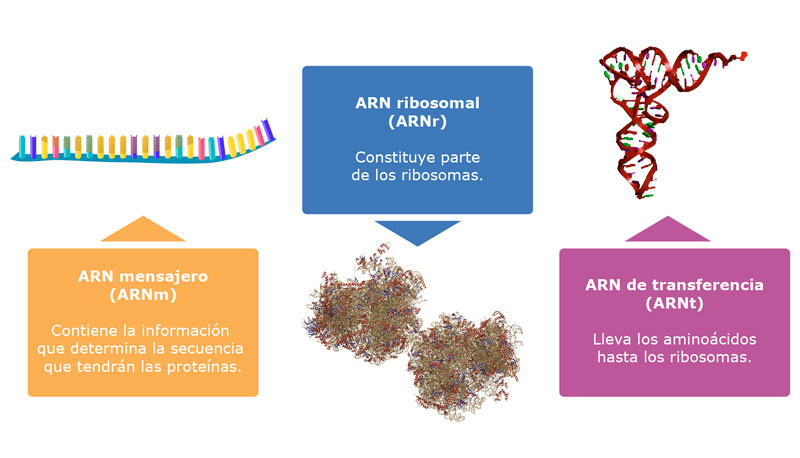 ARN ribosomal
(ARNr)
Constituye parte
de los ribosomas.
ARN mensajero
(ARNm)
Contiene la información
que determina la secuencia
que tendrán las proteínas.
ARN de transferencia
(ARNt)
Lleva los aminoácidos
hasta los ribosomas.